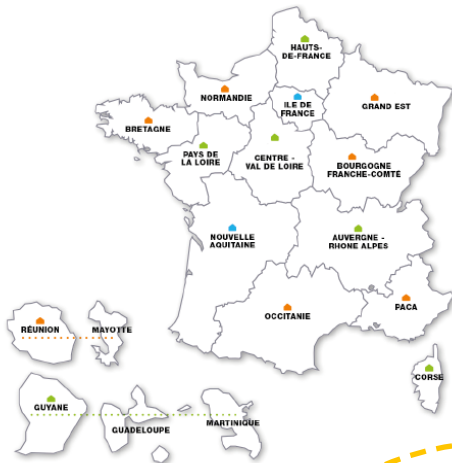 HAUTS-
DE-FRANCE
NORMANDIE
ILE DE
FRANCE
GRAND EST
BRETAGNE
PAYS DE
LA LOIRE
CENTRE -
VAL DE LOIRE
BOURGOGNE
FRANCHE-COMTÉ
NOUVELLE
AQUITAINE
AUVERGNE -
RHONE ALPES
OCCITANIE
PACA
RÉUNION
MAYOTTE
CORSE
GUYANE
GUADELOUPE
MARTINIQUE